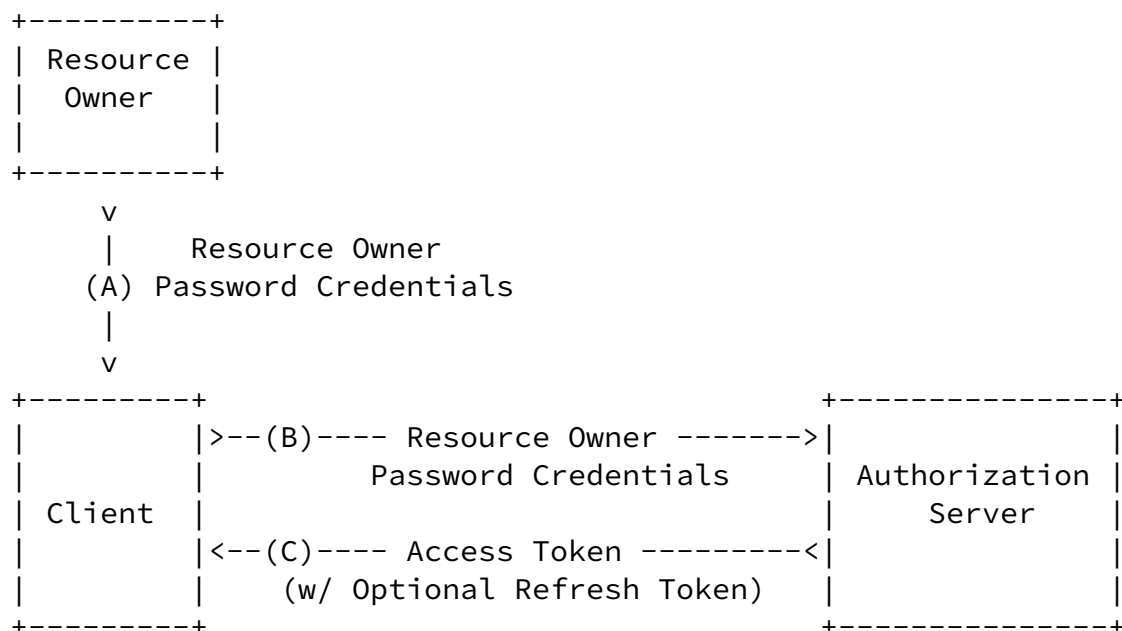 +----------+
| Resource |
|  Owner   |
|          |
+----------+
     v
     |    Resource Owner
    (A) Password Credentials
     |
     v
+---------+                                  +---------------+
|         |>--(B)---- Resource Owner ------->|               |
|         |         Password Credentials     | Authorization |
| Client  |                                  |     Server    |
|         |<--(C)---- Access Token ---------<|               |
|         |    (w/ Optional Refresh Token)   |               |
+---------+                                  +---------------+